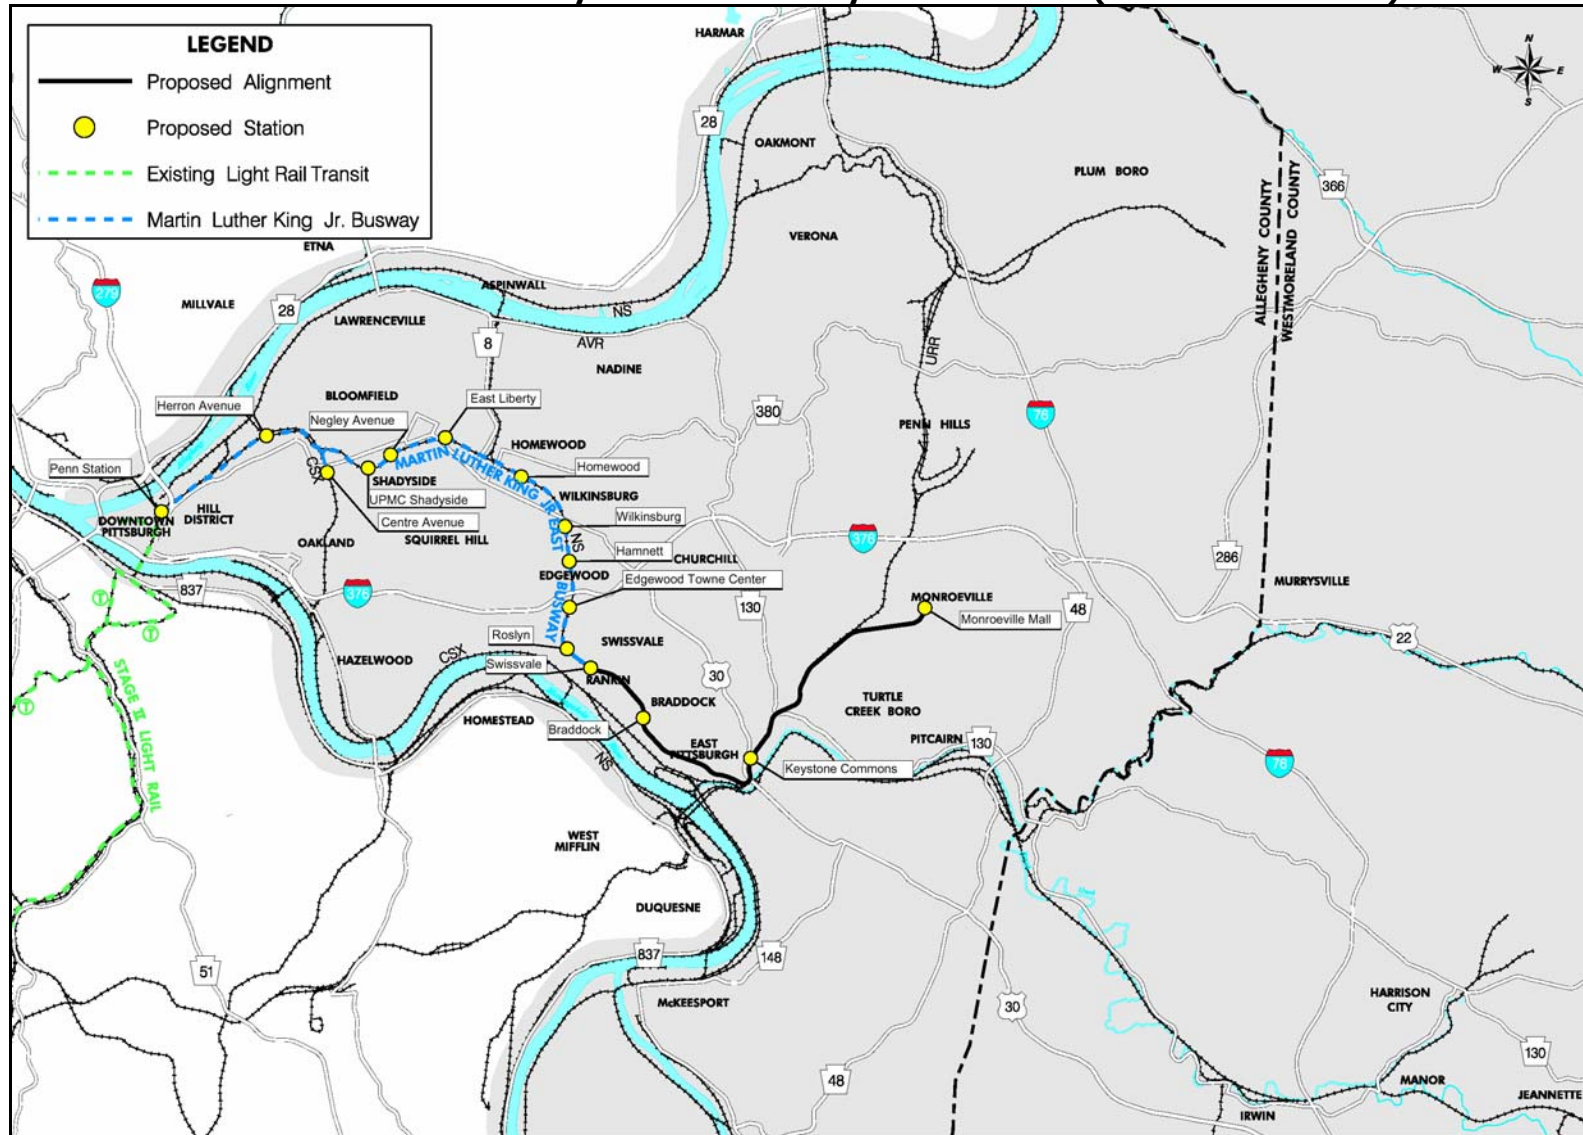 LEGEND
Proposed Alignment
Proposed Station
Existing Light Rail Transit
Martin Luther King Jr. Busway
HARMAR
N
W
E
S
28
OAKMONT
PLUM BORO
366
ALLEGHENY COUNTY
WESTMORELAND COUNTY
VERONA
ETNA
279
MILLVALE
28
ASPINWALL
NS
LAWRENCEVILLE
8
AVR
NADINE
URR
BLOOMFIELD
Herron Avenue
Negley Avenue
East Liberty
380
76
PENN HILLS
HOMEWOOD
Penn Station
CSX
MARTIN LUTHER KING JR. EAST BUSWAY
Homewood
SHADYSIDE
UPMC Shadyside
WILKINSBURG
HILL
DISTRICT
DOWNTOWN
PITTSBURGH
Centre Avenue
Wilkinsburg
OAKLAND
SQUIRREL HILL
NS
376
Hamnett
CHURCHILL
286
EDGEWOOD
Edgewood Towne Center
MURRYSVILLE
837
376
130
MONROEVILLE
48
Monroeville Mall
T
T
Roslyn
SWISSVALE
22
HAZELWOOD
CSX
Swissvale
RANKIN
30
STAGE II LIGHT RAIL
T
BRADDOCK
TURTLE
CREEK BORO
HOMESTEAD
Braddock
EAST
PITTSBURGH
PITCAIRN
130
NS
Keystone Commons
76
WEST
MIFFLIN
DUQUESNE
837
148
51
McKEESPORT
30
HARRISON
CITY
130
48
MANOR
JEANNETTE
IRWIN